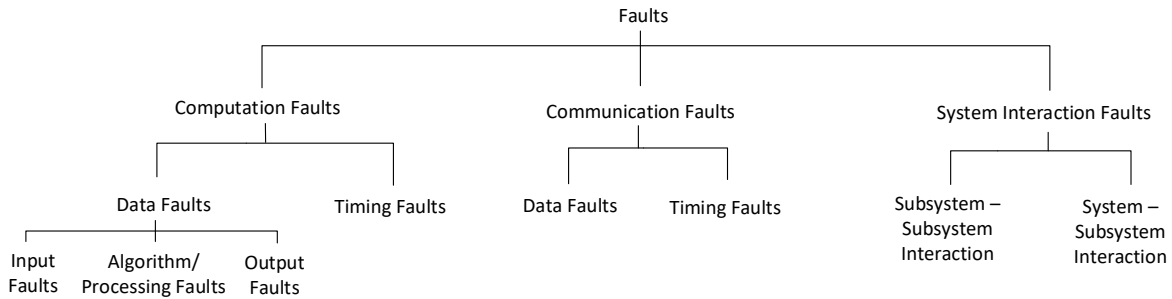 Faults
Computation Faults
Communication Faults
System Interaction Faults
Data Faults
Timing Faults
Data Faults
Timing Faults
Subsystem –
Subsystem
Interaction
System –
Subsystem
Interaction
Input
Faults
Algorithm/
Processing Faults
Output
Faults